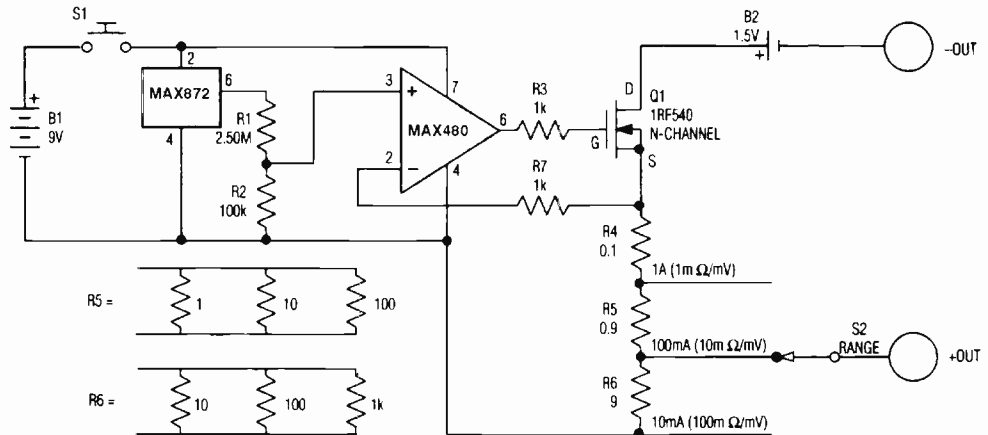 S1
B2
1.5V
+
–OUT
2
+
MAX872
6
B1
9V
4
R1
2.50M
R2
100k
3
+
7
MAX480
6
2
–
4
R3
1k
R7
1k
D
Q1
1RF540
N-CHANNEL
G
S
R4
0.1
1A (1m Ω/mV)
R5 =
1
10
100
R5
0.9
100mA (10m Ω/mV)
S2
RANGE
+OUT
R6 =
10
100
1k
R6
9
10mA (100m Ω/mV)